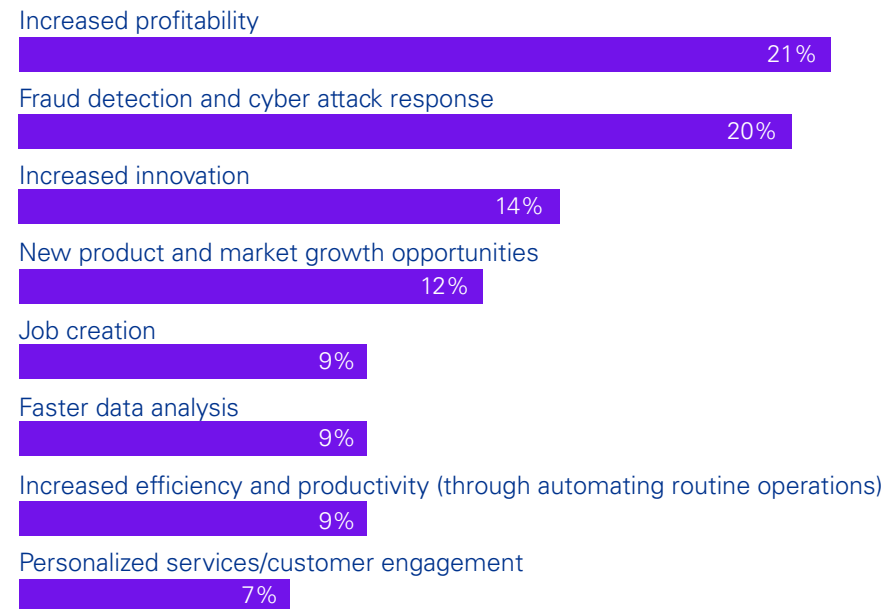 Increased profitability
21%
Fraud detection and cyber attack response
20%
Increased innovation
14%
New product and market growth opportunities
12%
Job creation
9%
Faster data analysis
9%
Increased efficiency and productivity (through automating routine operations)
9%
Personalized services/customer engagement
7%